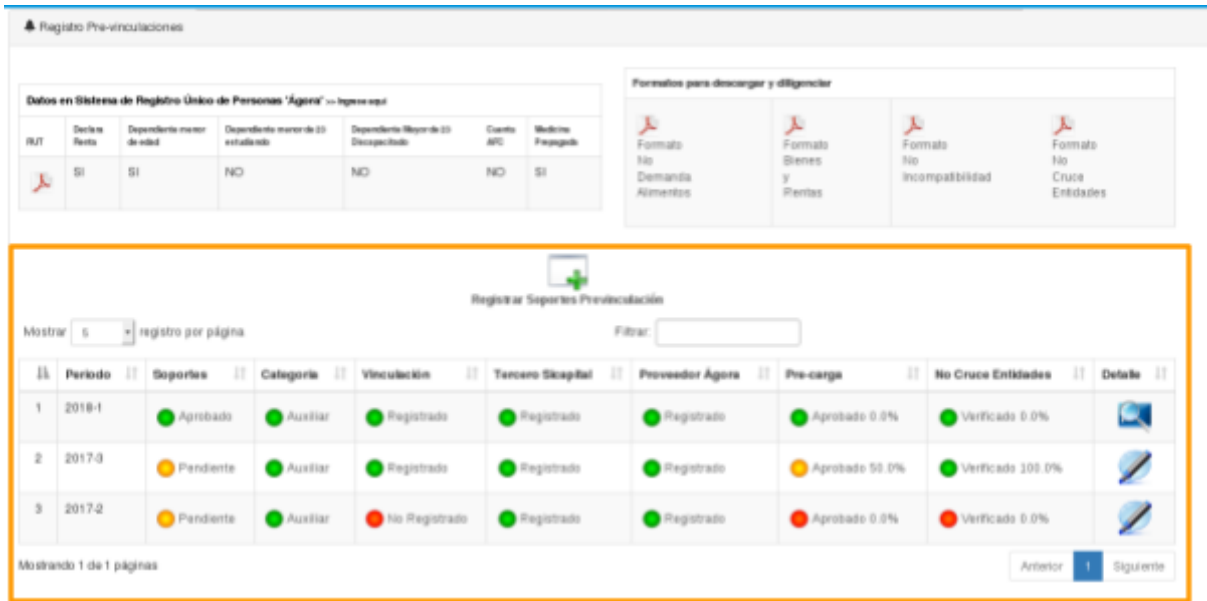 Registro Pre-vinculaciones
Datos en Sistema de Registro Único de Personas 'Ágora' >> Ingrese aquí
RUT Declara Renta Dependiente menor de edad Dependiente menor de 23 estudiando Dependiente Mayor de 23 Discapacitado Cuenta AFC Medicina Prepagada
SI SI NO NO NO SI
Formatos para descargar y diligenciar
Formato No Demanda Alimentos
Formato Bienes y Rentas
Formato No Incompatibilidad
Formato No Cruce Entidades
Registrar Soportes Previnculación
Mostrar 5 registro por página
Filtrar:
Periodo Soportes Categoria Vinculación Tercero Sicapital Proveedor Ágora Pre-carga No Cruce Entidades Detalle
1 2018-1 Aprobado Auxiliar Registrado Registrado Registrado Aprobado 0.0% Verificado 0.0%
2 2017-3 Pendiente Auxiliar Registrado Registrado Registrado Aprobado 50.0% Verificado 100.0%
3 2017-2 Pendiente Auxiliar No Registrado Registrado Registrado Aprobado 0.0% Verificado 0.0%
Mostrando 1 de 1 páginas
Anterior 1 Siguiente